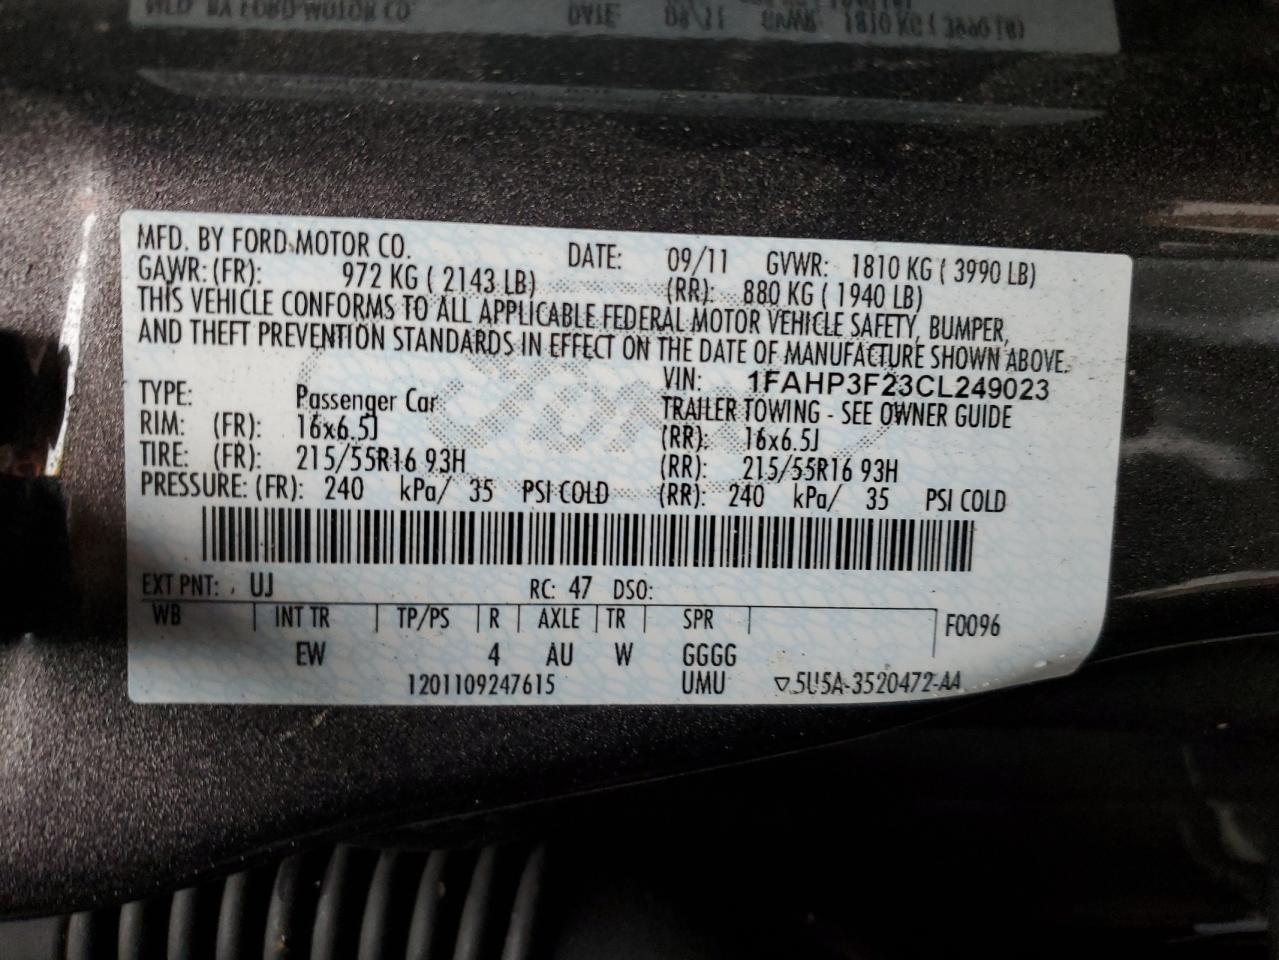 MFD. BY FORD MOTOR CO. DATE: 09/11 GVWR: 1810 KG ( 3990 LB)
GAWR: (FR): 972 KG ( 2143 LB) (RR): 880 KG ( 1940 LB)
THIS VEHICLE CONFORMS TO ALL APPLICABLE FEDERAL MOTOR VEHICLE SAFETY, BUMPER,
AND THEFT PREVENTION STANDARDS IN EFFECT ON THE DATE OF MANUFACTURE SHOWN ABOVE.
VIN: 1FAHP3F23CL249023
TYPE: Passenger Car TRAILER TOWING - SEE OWNER GUIDE
RIM: (FR): 16x6.5J (RR): 16x6.5J
TIRE: (FR): 215/55R16 93H (RR): 215/55R16 93H
PRESSURE: (FR): 240 kPa/ 35 PSI COLD (RR): 240 kPa/ 35 PSI COLD
EXT PNT: UJ RC: 47 DSO:
WB INT TR TP/PS R AXLE TR SPR F0096
EW 4 AU W GGGG
1201109247615 UMU ▽5U5A-3520472-AA